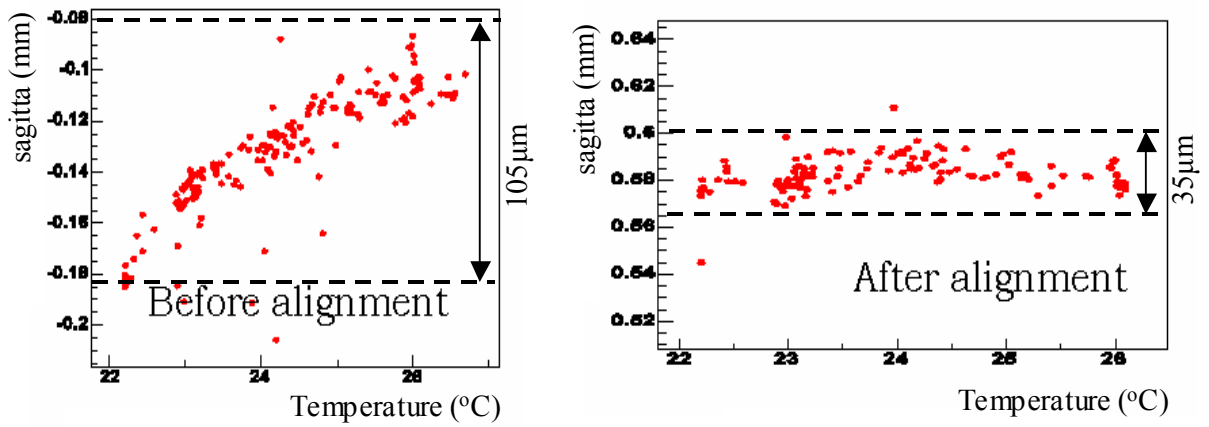 -0.08
-0.1
-0.12
-0.14
-0.16
-0.18
-0.2
sagitta (mm)
105μm
Before alignment
22
24
26
Temperature (°C)
0.64
0.62
0.6
0.58
0.56
0.54
0.52
sagitta (mm)
35μm
After alignment
22
23
24
25
26
Temperature (°C)